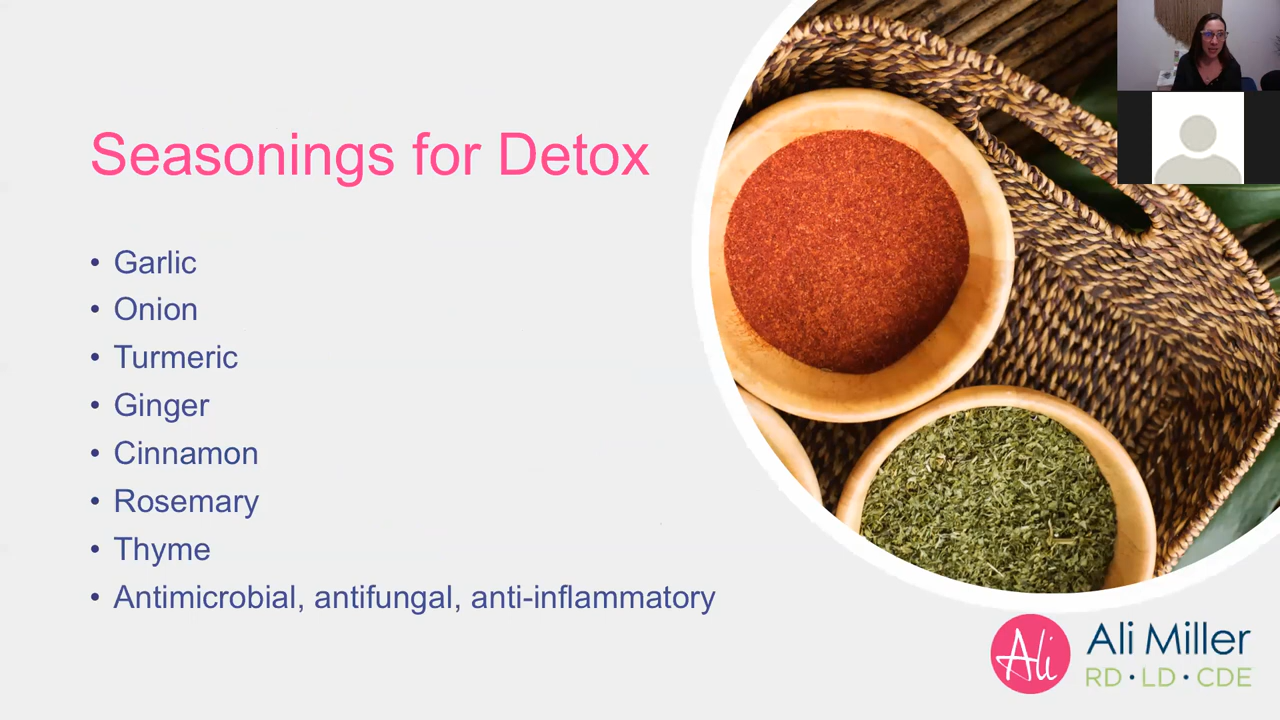 Seasonings for Detox
• Garlic
• Onion
• Turmeric
• Ginger
• Cinnamon
• Rosemary
• Thyme
• Antimicrobial, antifungal, anti-inflammatory
Ali
Ali Miller
RD • LD • CDE